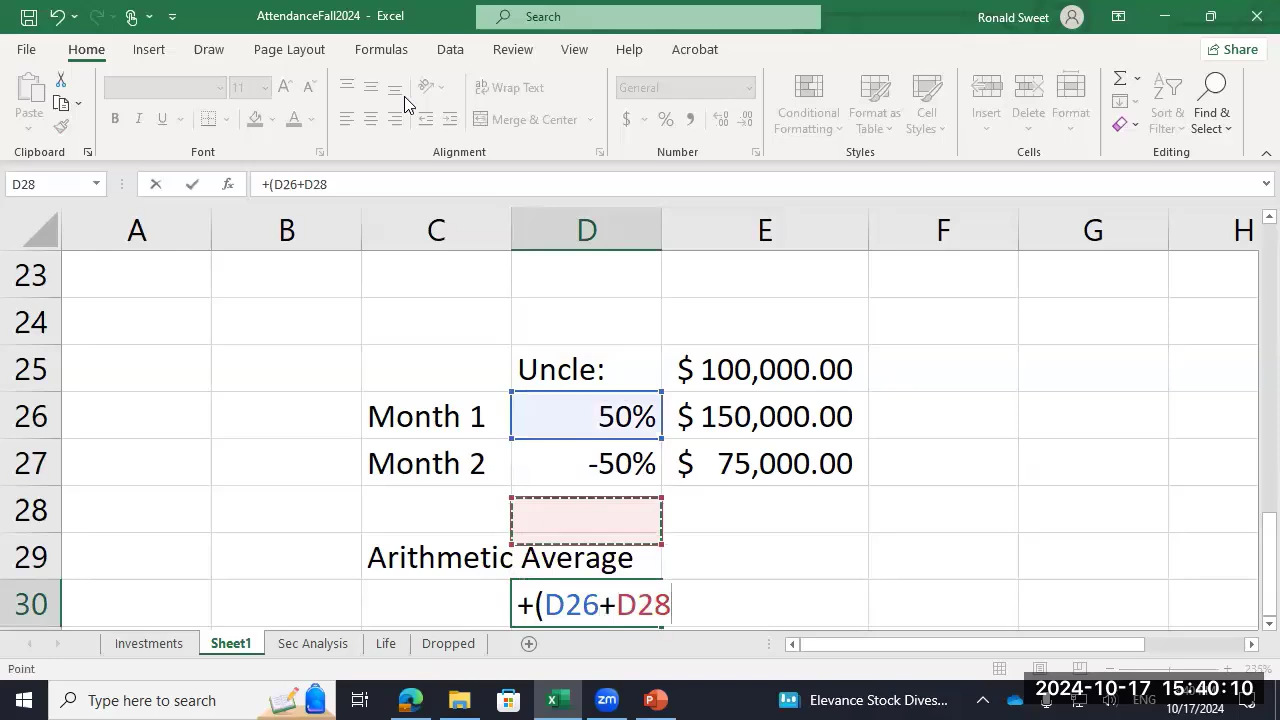 AttendanceFall2024 - Excel
Search
Ronald Sweet
File Home Insert Draw Page Layout Formulas Data Review View Help Acrobat
Share
Paste
Clipboard
11
B I U A
Font
Wrap Text
Merge & Center
Alignment
General
$ %
Number
Conditional Formatting
Format as Table
Cell Styles
Styles
Insert
Delete
Format
Cells
Sort & Filter
Find & Select
Editing
D28
fx
+(D26+D28
A B C D E F G H
23
24
25 Uncle: $ 100,000.00
26 Month 1 50% $ 150,000.00
27 Month 2 -50% $ 75,000.00
28
29 Arithmetic Average
30 +(D26+D28
Investments Sheet1 Sec Analysis Life Dropped
Point
235%
Type here to search
zm
Elevance Stock Dives...
ENG
2024-10-17 15:40:10
10/17/2024